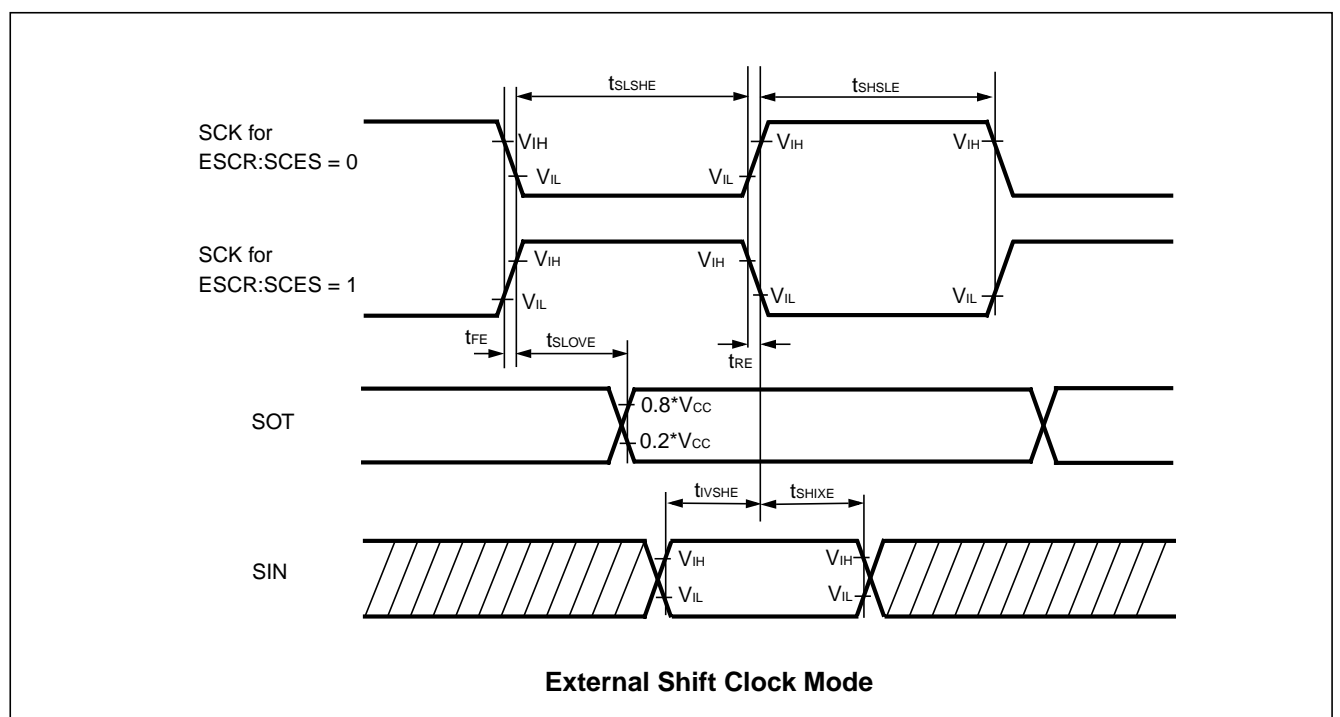 tSLSHE
tSHSLE
SCK for
ESCR:SCES = 0
VIH
VIL
VIL
VIH
VIH
SCK for
ESCR:SCES = 1
VIH
VIL
VIH
VIL
VIL
tFE
tSLOVE
tRE
SOT
0.8*VCC
0.2*VCC
tIVSHE
tSHIXE
SIN
VIH
VIL
VIH
VIL
External Shift Clock Mode